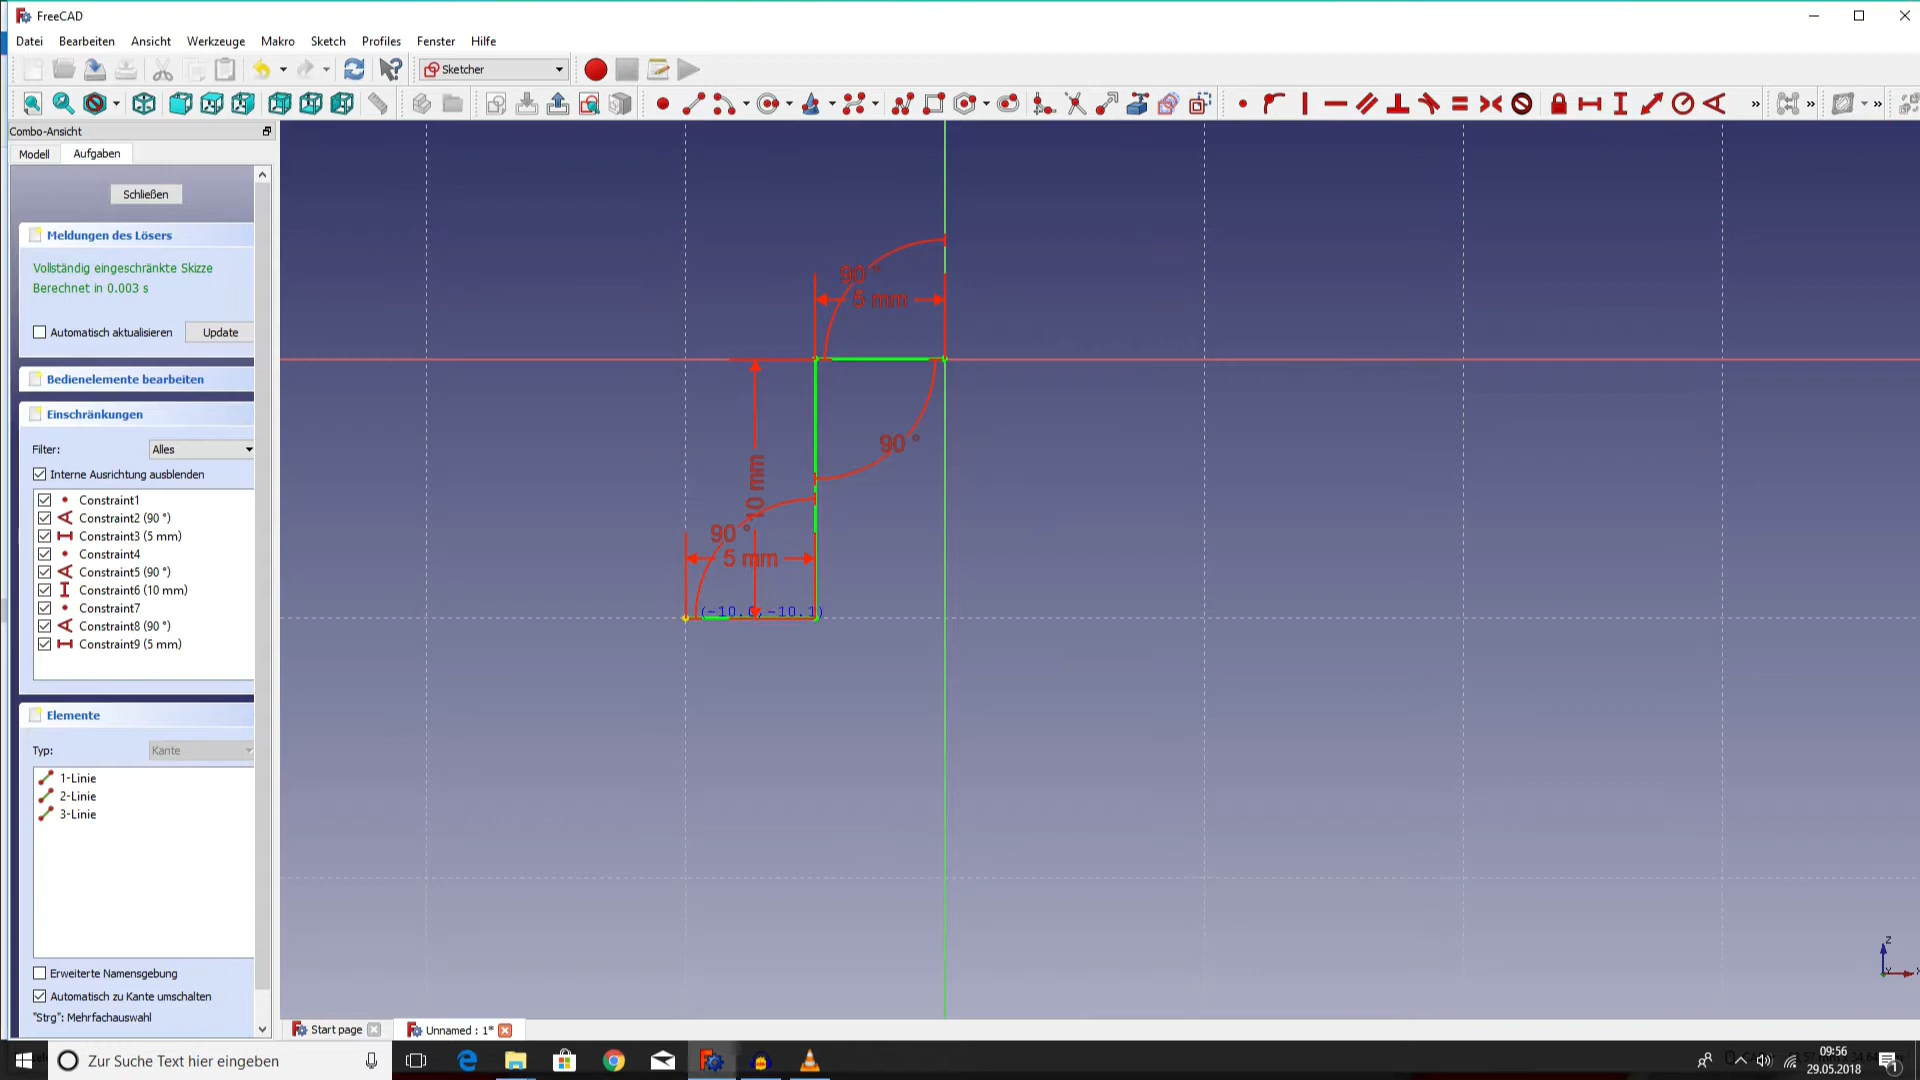 FreeCAD
Datei Bearbeiten Ansicht Werkzeuge Makro Sketch Profiles Fenster Hilfe
Sketcher
Combo-Ansicht
Modell Aufgaben
Schließen
Meldungen des Lösers
Vollständig eingeschränkte Skizze
Berechnet in 0.003 s
Automatisch aktualisieren Update
Bedienelemente bearbeiten
Einschränkungen
Filter: Alles
Interne Ausrichtung ausblenden
Constraint1
Constraint2 (90 °)
Constraint3 (5 mm)
Constraint4
Constraint5 (90 °)
Constraint6 (10 mm)
Constraint7
Constraint8 (90 °)
Constraint9 (5 mm)
Elemente
Typ: Kante
1-Linie
2-Linie
3-Linie
Erweiterte Namensgebung
Automatisch zu Kante umschalten
"Strg": Mehrfachauswahl
90 °
5 mm
90 °
10 mm
90 °
5 mm
Z
X
Start page
Unnamed : 1*
Zur Suche Text hier eingeben
09:56
29.05.2018
1